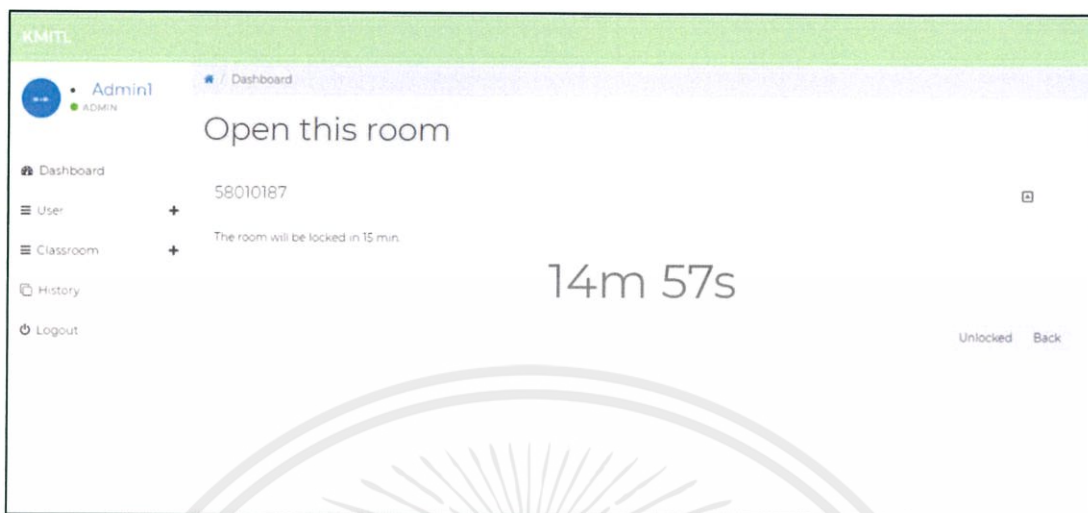 KMITL
Admin1
ADMIN
/ Dashboard
Open this room
Dashboard
58010187
User
The room will be locked in 15 min.
Classroom
14m 57s
History
Logout
Unlocked Back